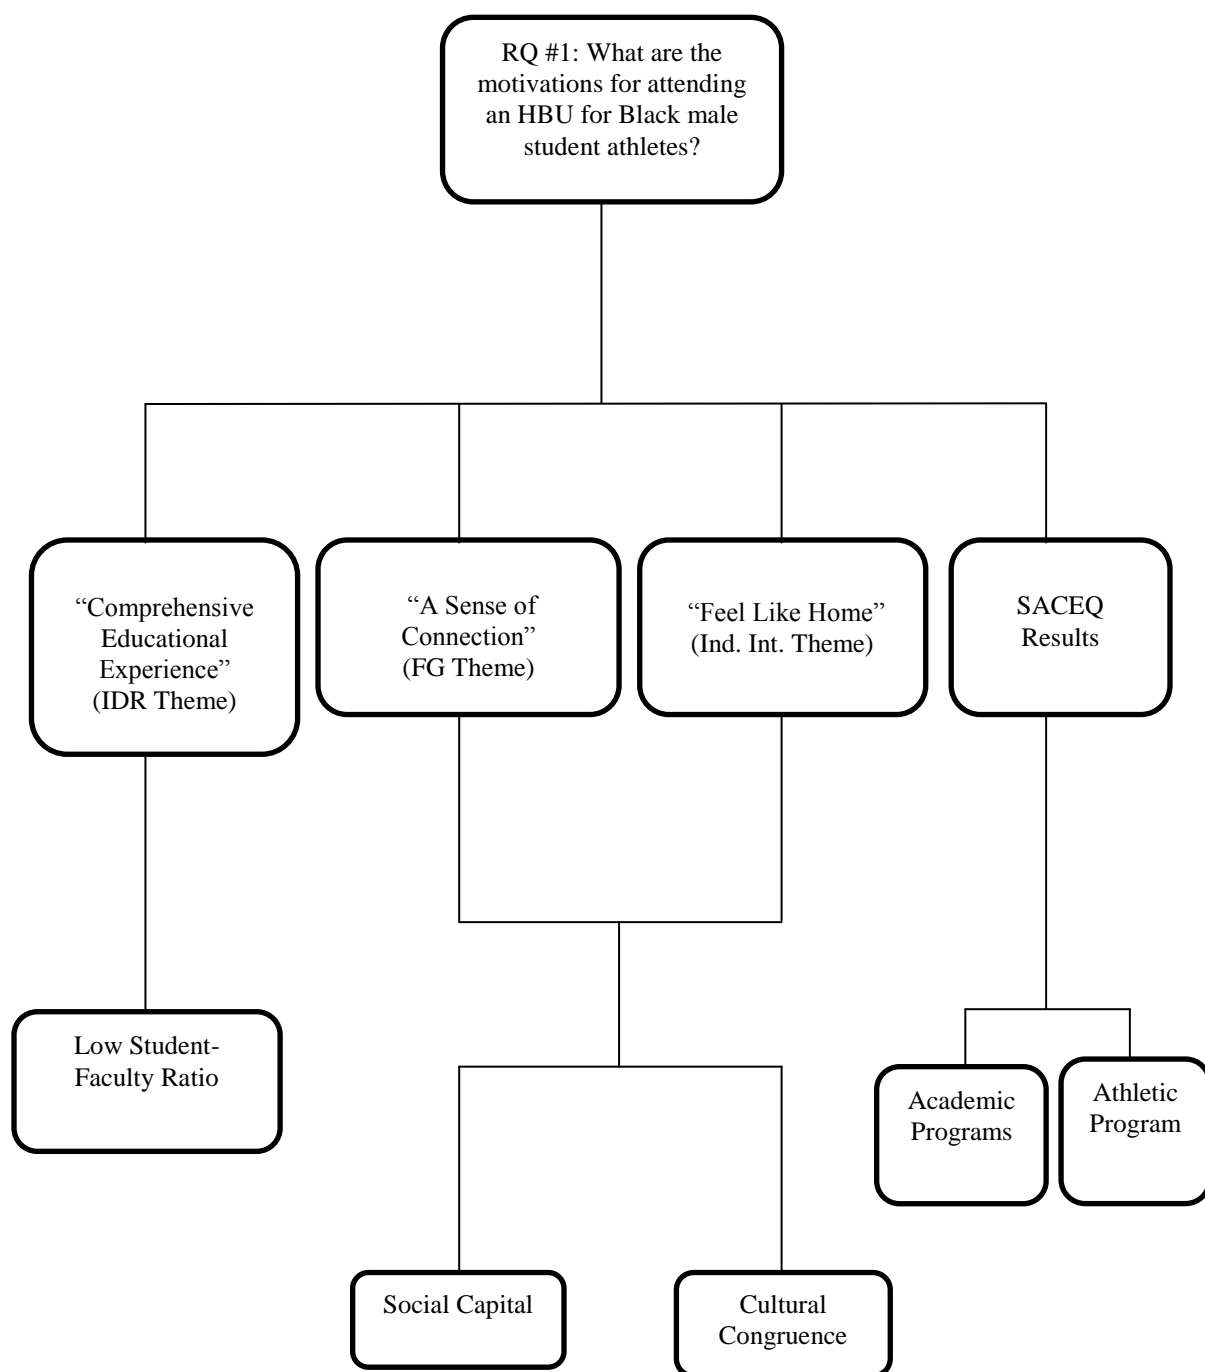 RQ #1: What are the
motivations for attending
an HBU for Black male
student athletes?
“Comprehensive
Educational
Experience”
(IDR Theme)
“A Sense of
Connection”
(FG Theme)
“Feel Like Home”
(Ind. Int. Theme)
SACEQ
Results
Low Student-
Faculty Ratio
Academic
Programs
Athletic
Program
Social Capital
Cultural
Congruence